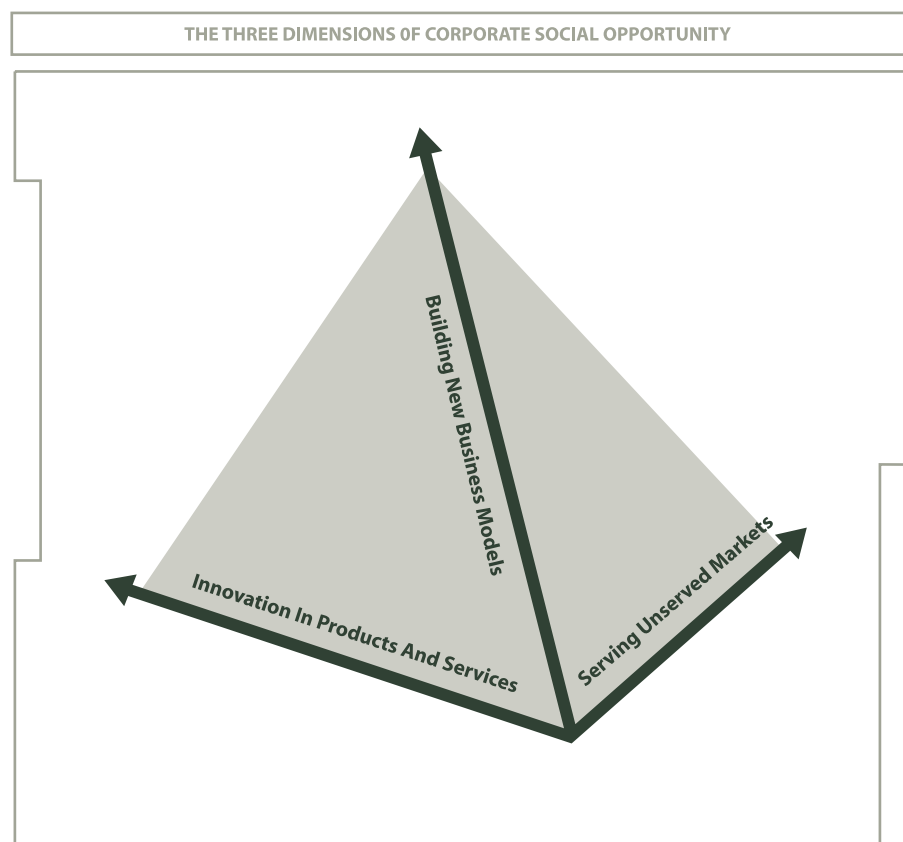 THE THREE DIMENSIONS 0F CORPORATE SOCIAL OPPORTUNITY
Building New Business Models
Innovation In Products And Services
Serving Unserved Markets